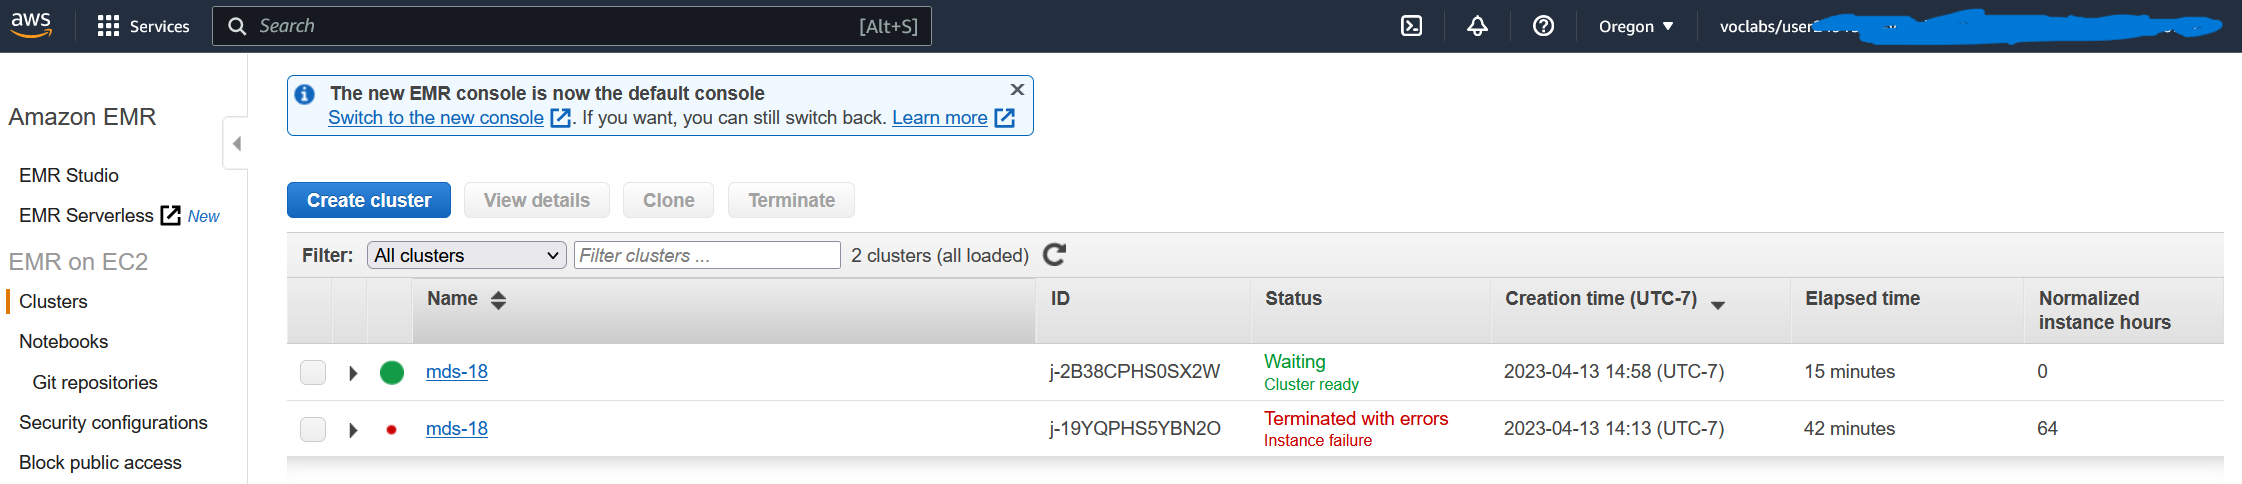 aws
Services
Search
[Alt+S]
Oregon
Amazon EMR
EMR Studio
EMR Serverless New
EMR on EC2
Clusters
Notebooks
Git repositories
Security configurations
Block public access
The new EMR console is now the default console
Switch to the new console. If you want, you can still switch back. Learn more
Create cluster
View details
Clone
Terminate
Filter: All clusters Filter clusters ... 2 clusters (all loaded)
Name ID Status Creation time (UTC-7) Elapsed time Normalized instance hours
mds-18 j-2B38CPHS0SX2W Waiting 2023-04-13 14:58 (UTC-7) 15 minutes 0
Cluster ready
mds-18 j-19YQPHS5YBN2O Terminated with errors 2023-04-13 14:13 (UTC-7) 42 minutes 64
Instance failure